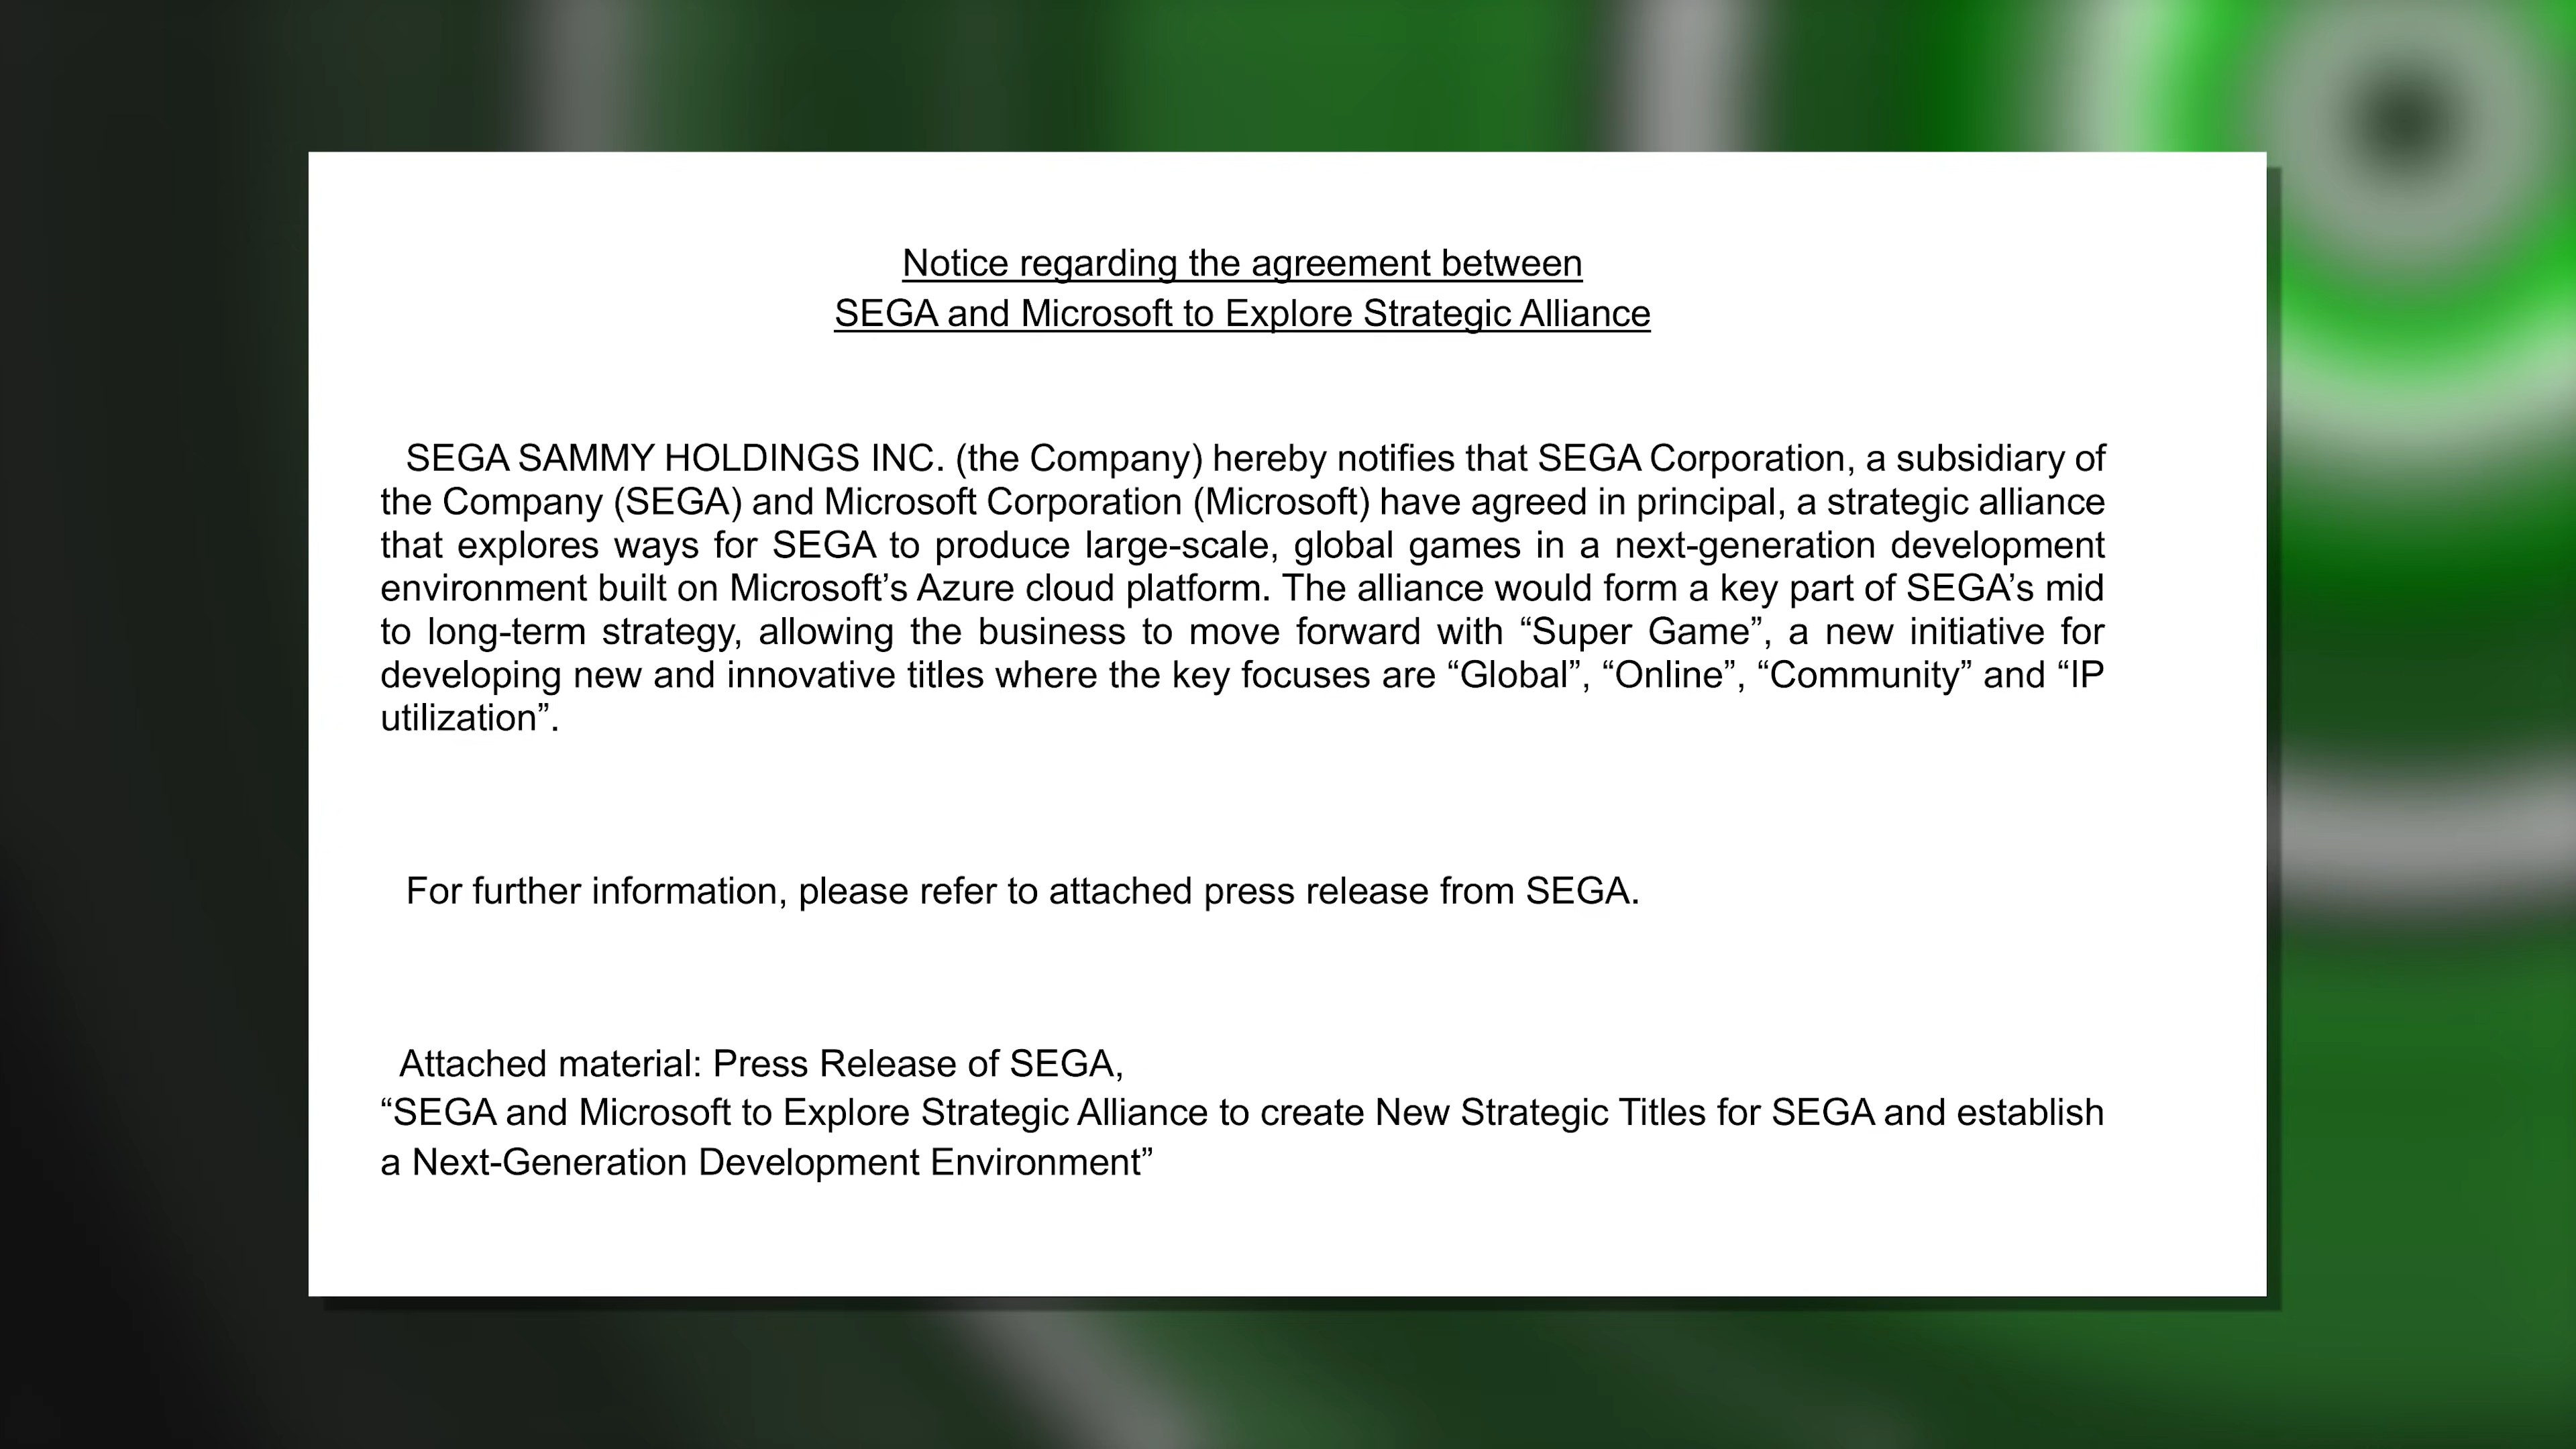 Notice regarding the agreement between
SEGA and Microsoft to Explore Strategic Alliance
SEGA SAMMY HOLDINGS INC. (the Company) hereby notifies that SEGA Corporation, a subsidiary of
the Company (SEGA) and Microsoft Corporation (Microsoft) have agreed in principal, a strategic alliance
that explores ways for SEGA to produce large-scale, global games in a next-generation development
environment built on Microsoft’s Azure cloud platform. The alliance would form a key part of SEGA’s mid
to long-term strategy, allowing the business to move forward with “Super Game”, a new initiative for
developing new and innovative titles where the key focuses are “Global”, “Online”, “Community” and “IP
utilization”.
For further information, please refer to attached press release from SEGA.
Attached material: Press Release of SEGA,
“SEGA and Microsoft to Explore Strategic Alliance to create New Strategic Titles for SEGA and establish
a Next-Generation Development Environment”